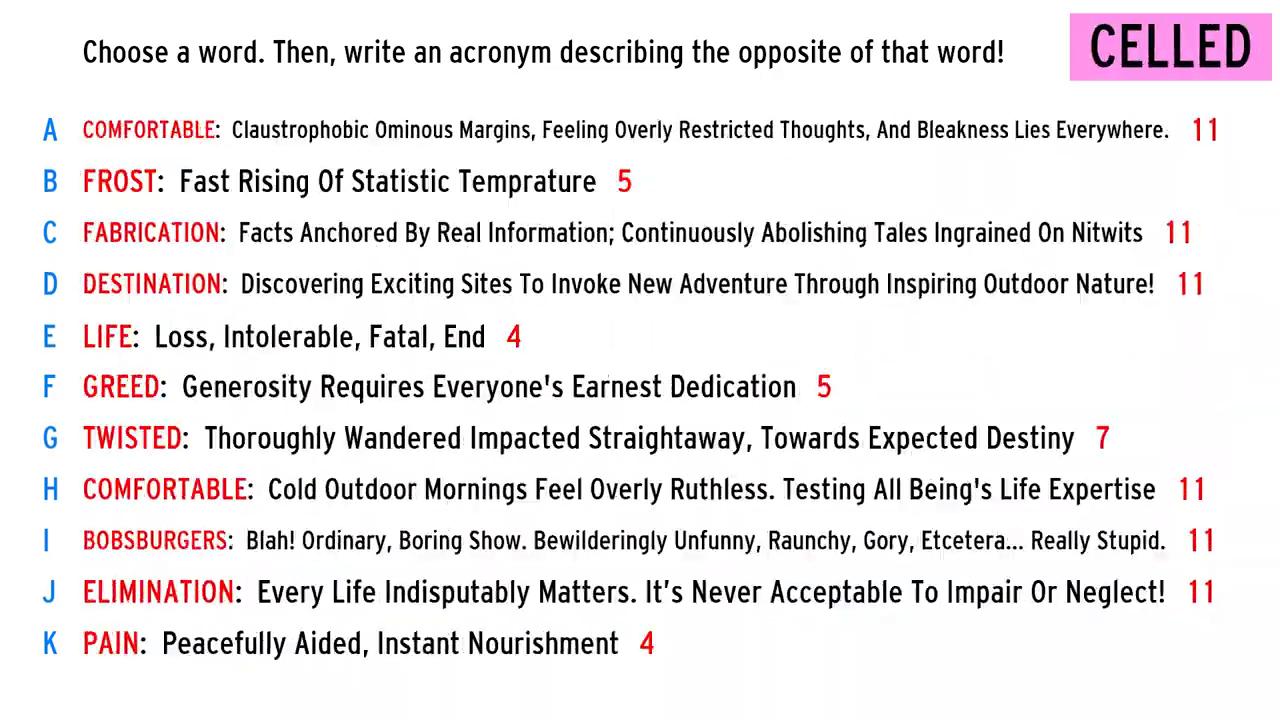 Choose a word. Then, write an acronym describing the opposite of that word!
CELLED
A COMFORTABLE: Claustrophobic Ominous Margins, Feeling Overly Restricted Thoughts, And Bleakness Lies Everywhere. 11
B FROST: Fast Rising Of Statistic Temprature 5
C FABRICATION: Facts Anchored By Real Information; Continuously Abolishing Tales Ingrained On Nitwits 11
D DESTINATION: Discovering Exciting Sites To Invoke New Adventure Through Inspiring Outdoor Nature! 11
E LIFE: Loss, Intolerable, Fatal, End 4
F GREED: Generosity Requires Everyone's Earnest Dedication 5
G TWISTED: Thoroughly Wandered Impacted Straightaway, Towards Expected Destiny 7
H COMFORTABLE: Cold Outdoor Mornings Feel Overly Ruthless. Testing All Being's Life Expertise 11
I BOBSBURGERS: Blah! Ordinary, Boring Show. Bewilderingly Unfunny, Raunchy, Gory, Etcetera... Really Stupid. 11
J ELIMINATION: Every Life Indisputably Matters. It’s Never Acceptable To Impair Or Neglect! 11
K PAIN: Peacefully Aided, Instant Nourishment 4